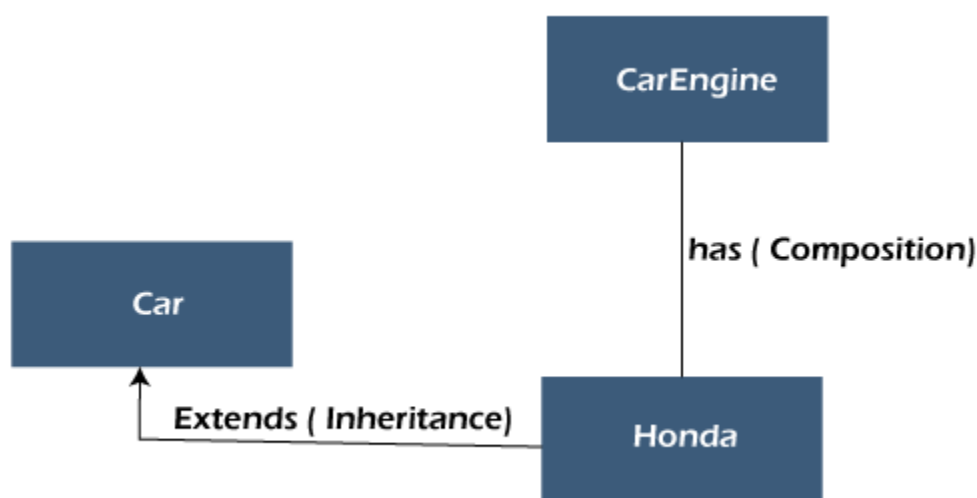 CarEngine
has ( Composition)
Car
Extends ( Inheritance)
Honda